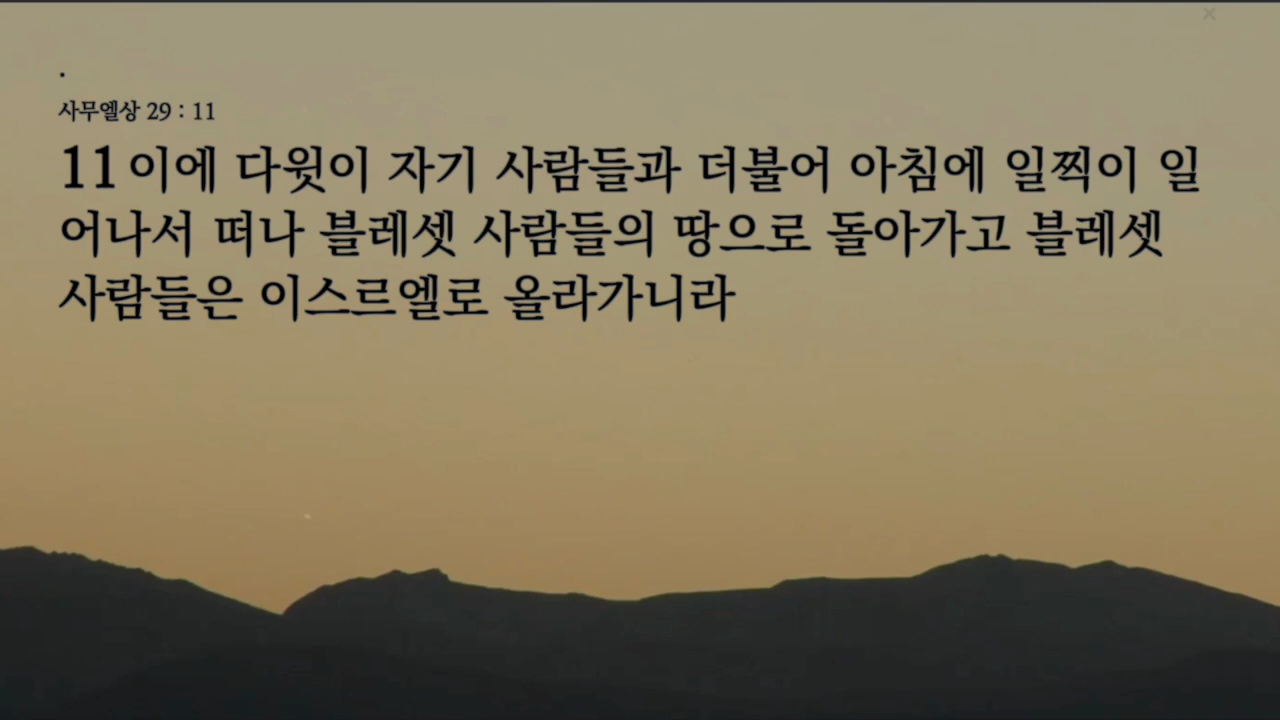 .
사무엘상 29 : 11
11 이에 다윗이 자기 사람들과 더불어 아침에 일찍이 일
어나서 떠나 블레셋 사람들의 땅으로 돌아가고 블레셋
사람들은 이스르엘로 올라가니라